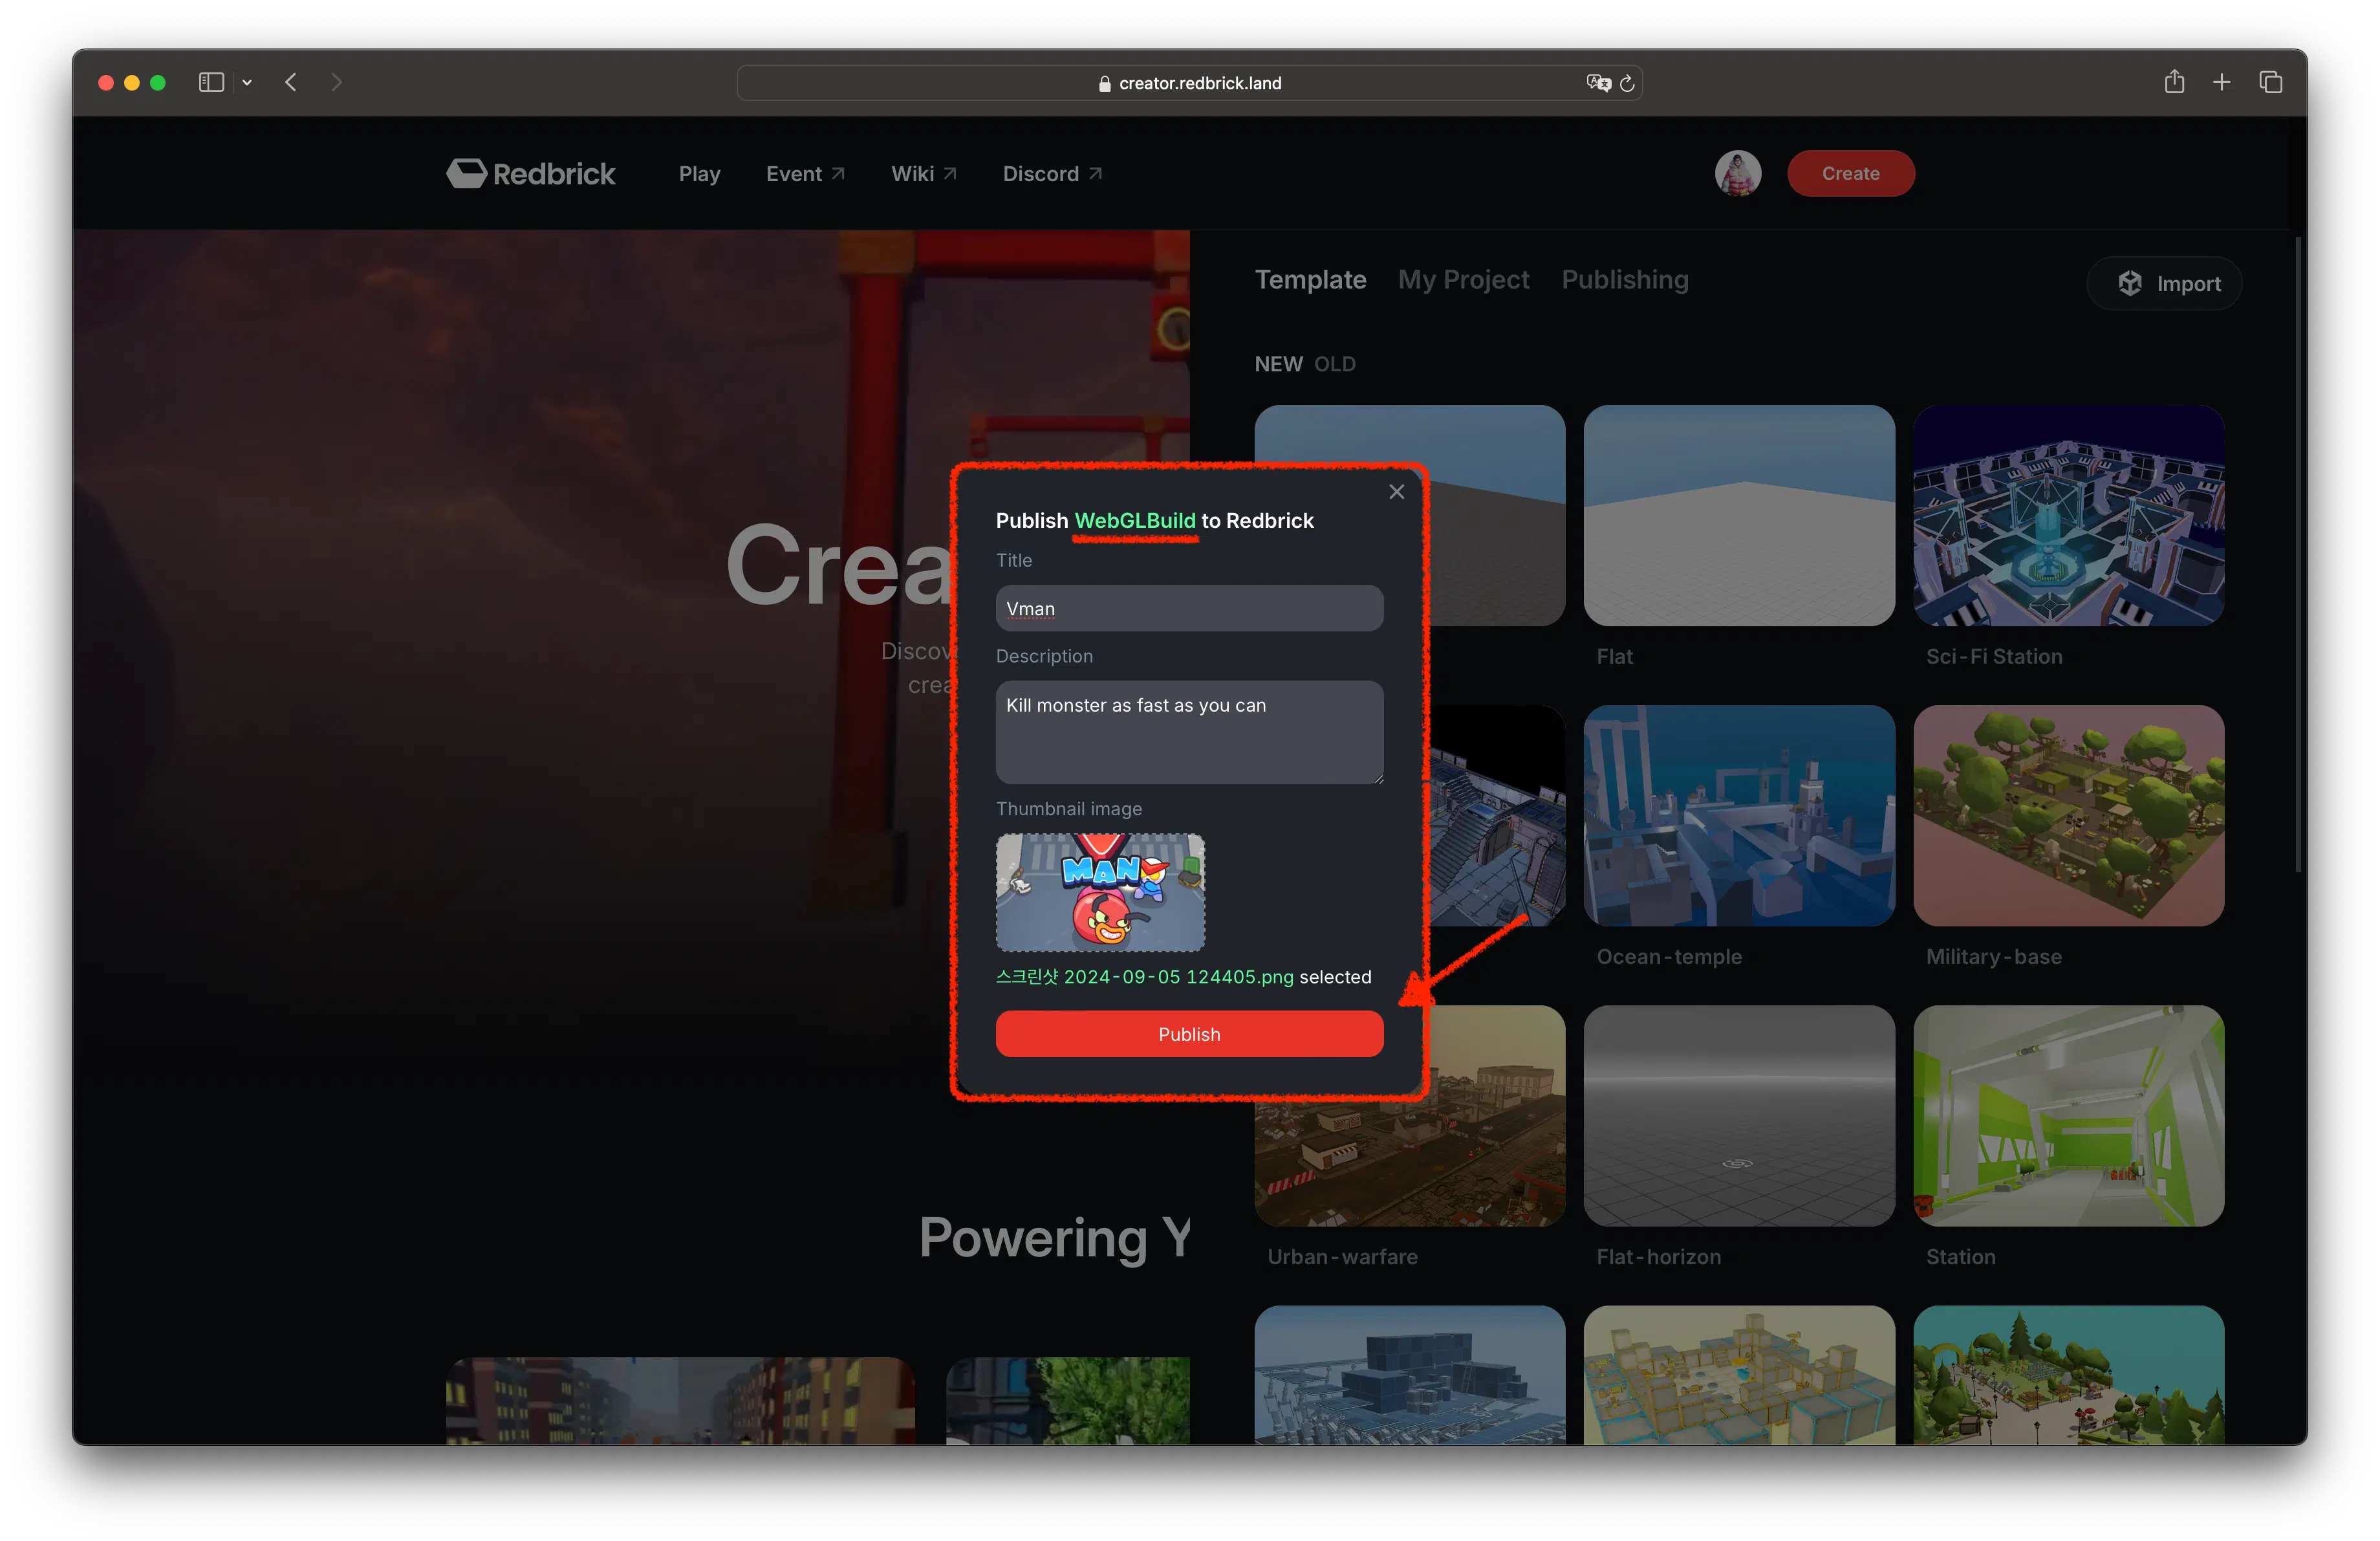 creator.redbrick.land
Redbrick
Play
Event
Wiki
Discord
Create
Template
My Project
Publishing
Import
NEW
OLD
Crea
Discov
crea
Publish WebGLBuild to Redbrick
Title
Vman
Description
Kill monster as fast as you can
Thumbnail image
V
MAN
스크린샷 2024-09-05 124405.png selected
Publish
Flat
Sci-Fi Station
Ocean-temple
Military-base
Urban-warfare
Flat-horizon
Station
Powering Y